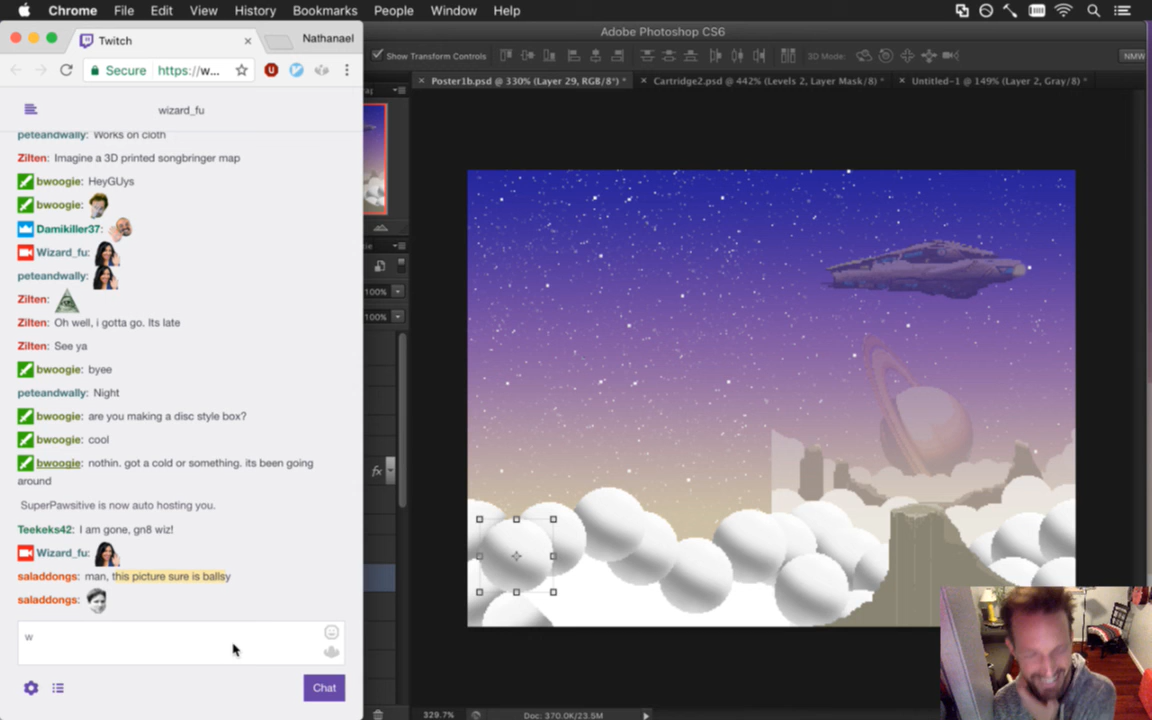 Chrome File Edit View History Bookmarks People Window Help
Twitch
Nathanael
Adobe Photoshop CS6
Secure https://w...
Show Transform Controls
3D Mode:
Poster1b.psd @ 330% (Layer 29, RGB/8*) *
Cartridge2.psd @ 442% (Levels 2, Layer Mask/8) *
Untitled-1 @ 149% (Layer 2, Gray/8) *
wizard_fu
peteandwally: Works on cloth
Zilten: Imagine a 3D printed songbringer map
bwoogie: HeyGUys
bwoogie:
Damikiller37:
Wizard_fu:
peteandwally:
Zilten:
Zilten: Oh well, i gotta go. Its late
Zilten: See ya
bwoogie: byee
peteandwally: Night
bwoogie: are you making a disc style box?
bwoogie: cool
bwoogie: nothin. got a cold or something. its been going
around
SuperPawsitive is now auto hosting you.
Teekeks42: I am gone, gn8 wiz!
Wizard_fu:
saladdongs: man, this picture sure is ballsy
saladdongs:
w
Chat
100%
100%
fx
329.7%
Doc: 370.0K/23.5M